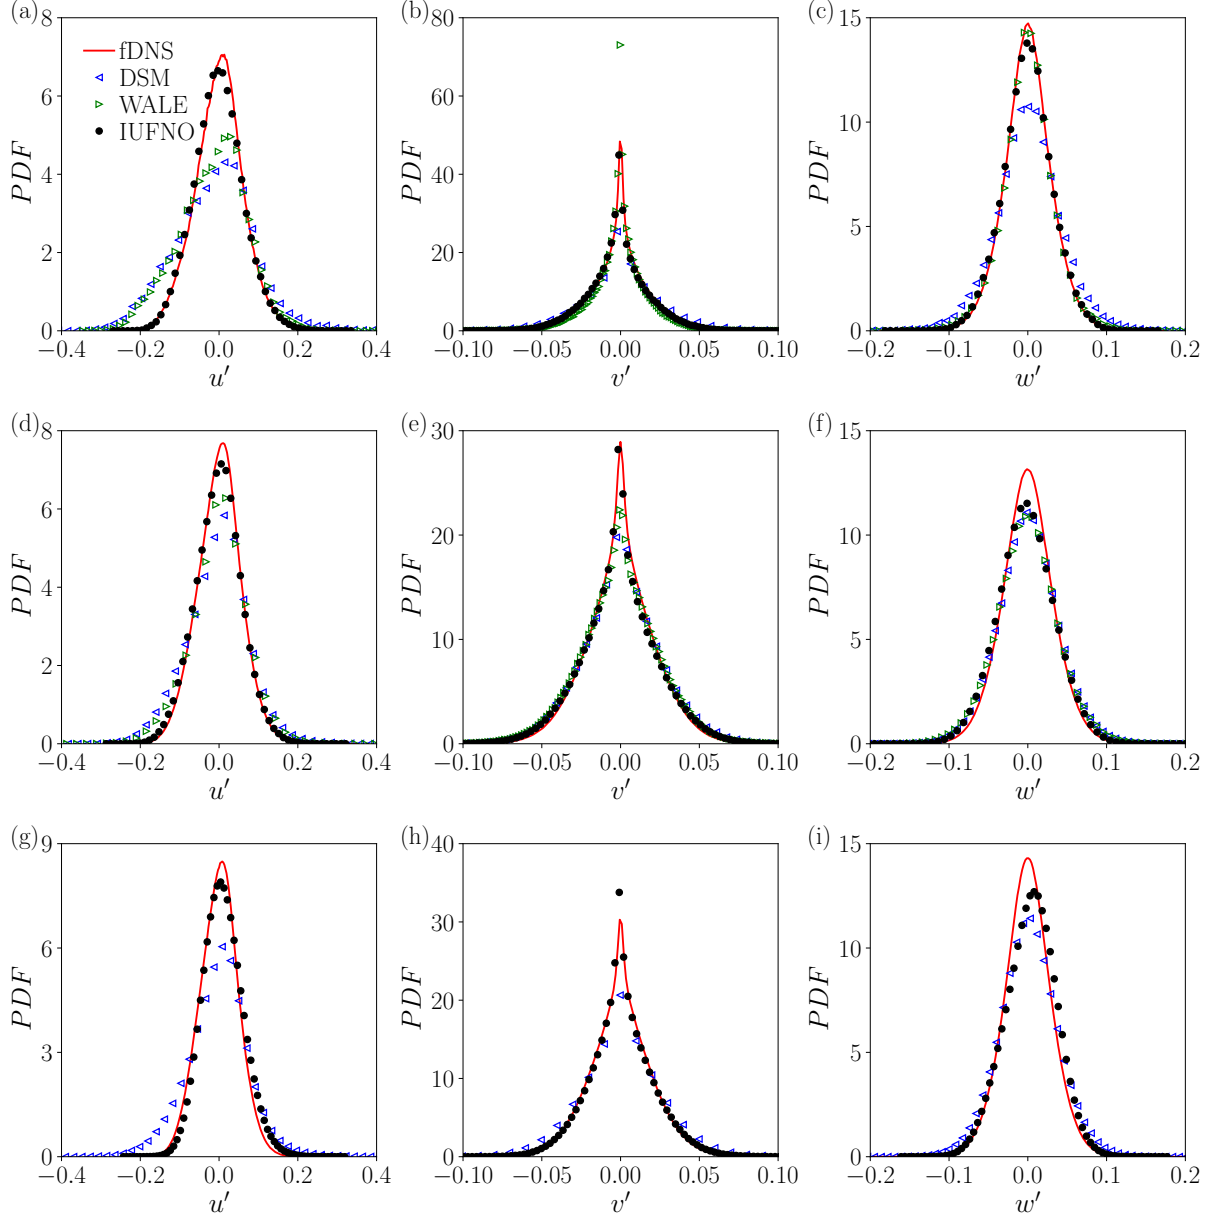 (a)
8
6
4
2
0
PDF
−0.4
−0.2
0.0
0.2
0.4
u′
fDNS
DSM
WALE
IUFNO
(b)
80
60
40
20
0
PDF
−0.10
−0.05
0.00
0.05
0.10
v′
(c)
15
10
5
0
PDF
−0.2
−0.1
0.0
0.1
0.2
w′
(d)
8
6
4
2
0
PDF
−0.4
−0.2
0.0
0.2
0.4
u′
(e)
30
20
10
0
PDF
−0.10
−0.05
0.00
0.05
0.10
v′
(f)
15
10
5
0
PDF
−0.2
−0.1
0.0
0.1
0.2
w′
(g)
9
6
3
0
PDF
−0.4
−0.2
0.0
0.2
0.4
u′
(h)
40
30
20
10
0
PDF
−0.10
−0.05
0.00
0.05
0.10
v′
(i)
15
10
5
0
PDF
−0.2
−0.1
0.0
0.1
0.2
w′